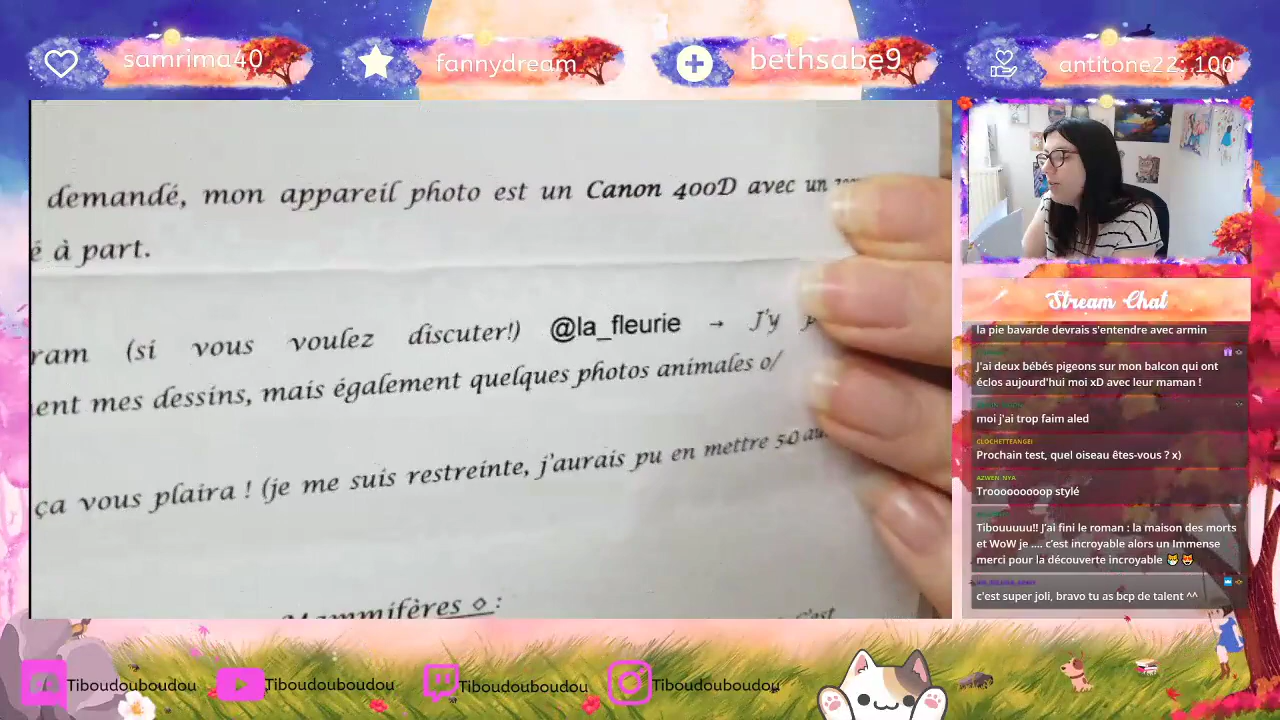 samrima40
fannydream
bethsabe9
antitone22: 100
demandé, mon appareil photo est un Canon 400D avec un
é à part.
ram (si vous voulez discuter!) @la_fleurie → J'y
ent mes dessins, mais également quelques photos animales o/
ça vous plaira ! (je me suis restreinte, j'aurais pu en mettre 50
Mammifères ◇ :
c'est
Stream Chat
la pie bavarde devrais s'entendre avec armin
J'ai deux bébés pigeons sur mon balcon qui ont
éclos aujourd'hui moi xD avec leur maman !
moi j'ai trop faim aled
CLOCHETTEANGEL
Prochain test, quel oiseau êtes-vous ? x)
AZWEN_NYA
Trooooooooop stylé
Tibouuuuu!! J'ai fini le roman : la maison des morts
et WoW je .... c'est incroyable alors un Immense
merci pour la découverte incroyable
c'est super joli, bravo tu as bcp de talent ^^
Tiboudouboudou
Tiboudouboudou
Tiboudouboudou
Tiboudouboudou